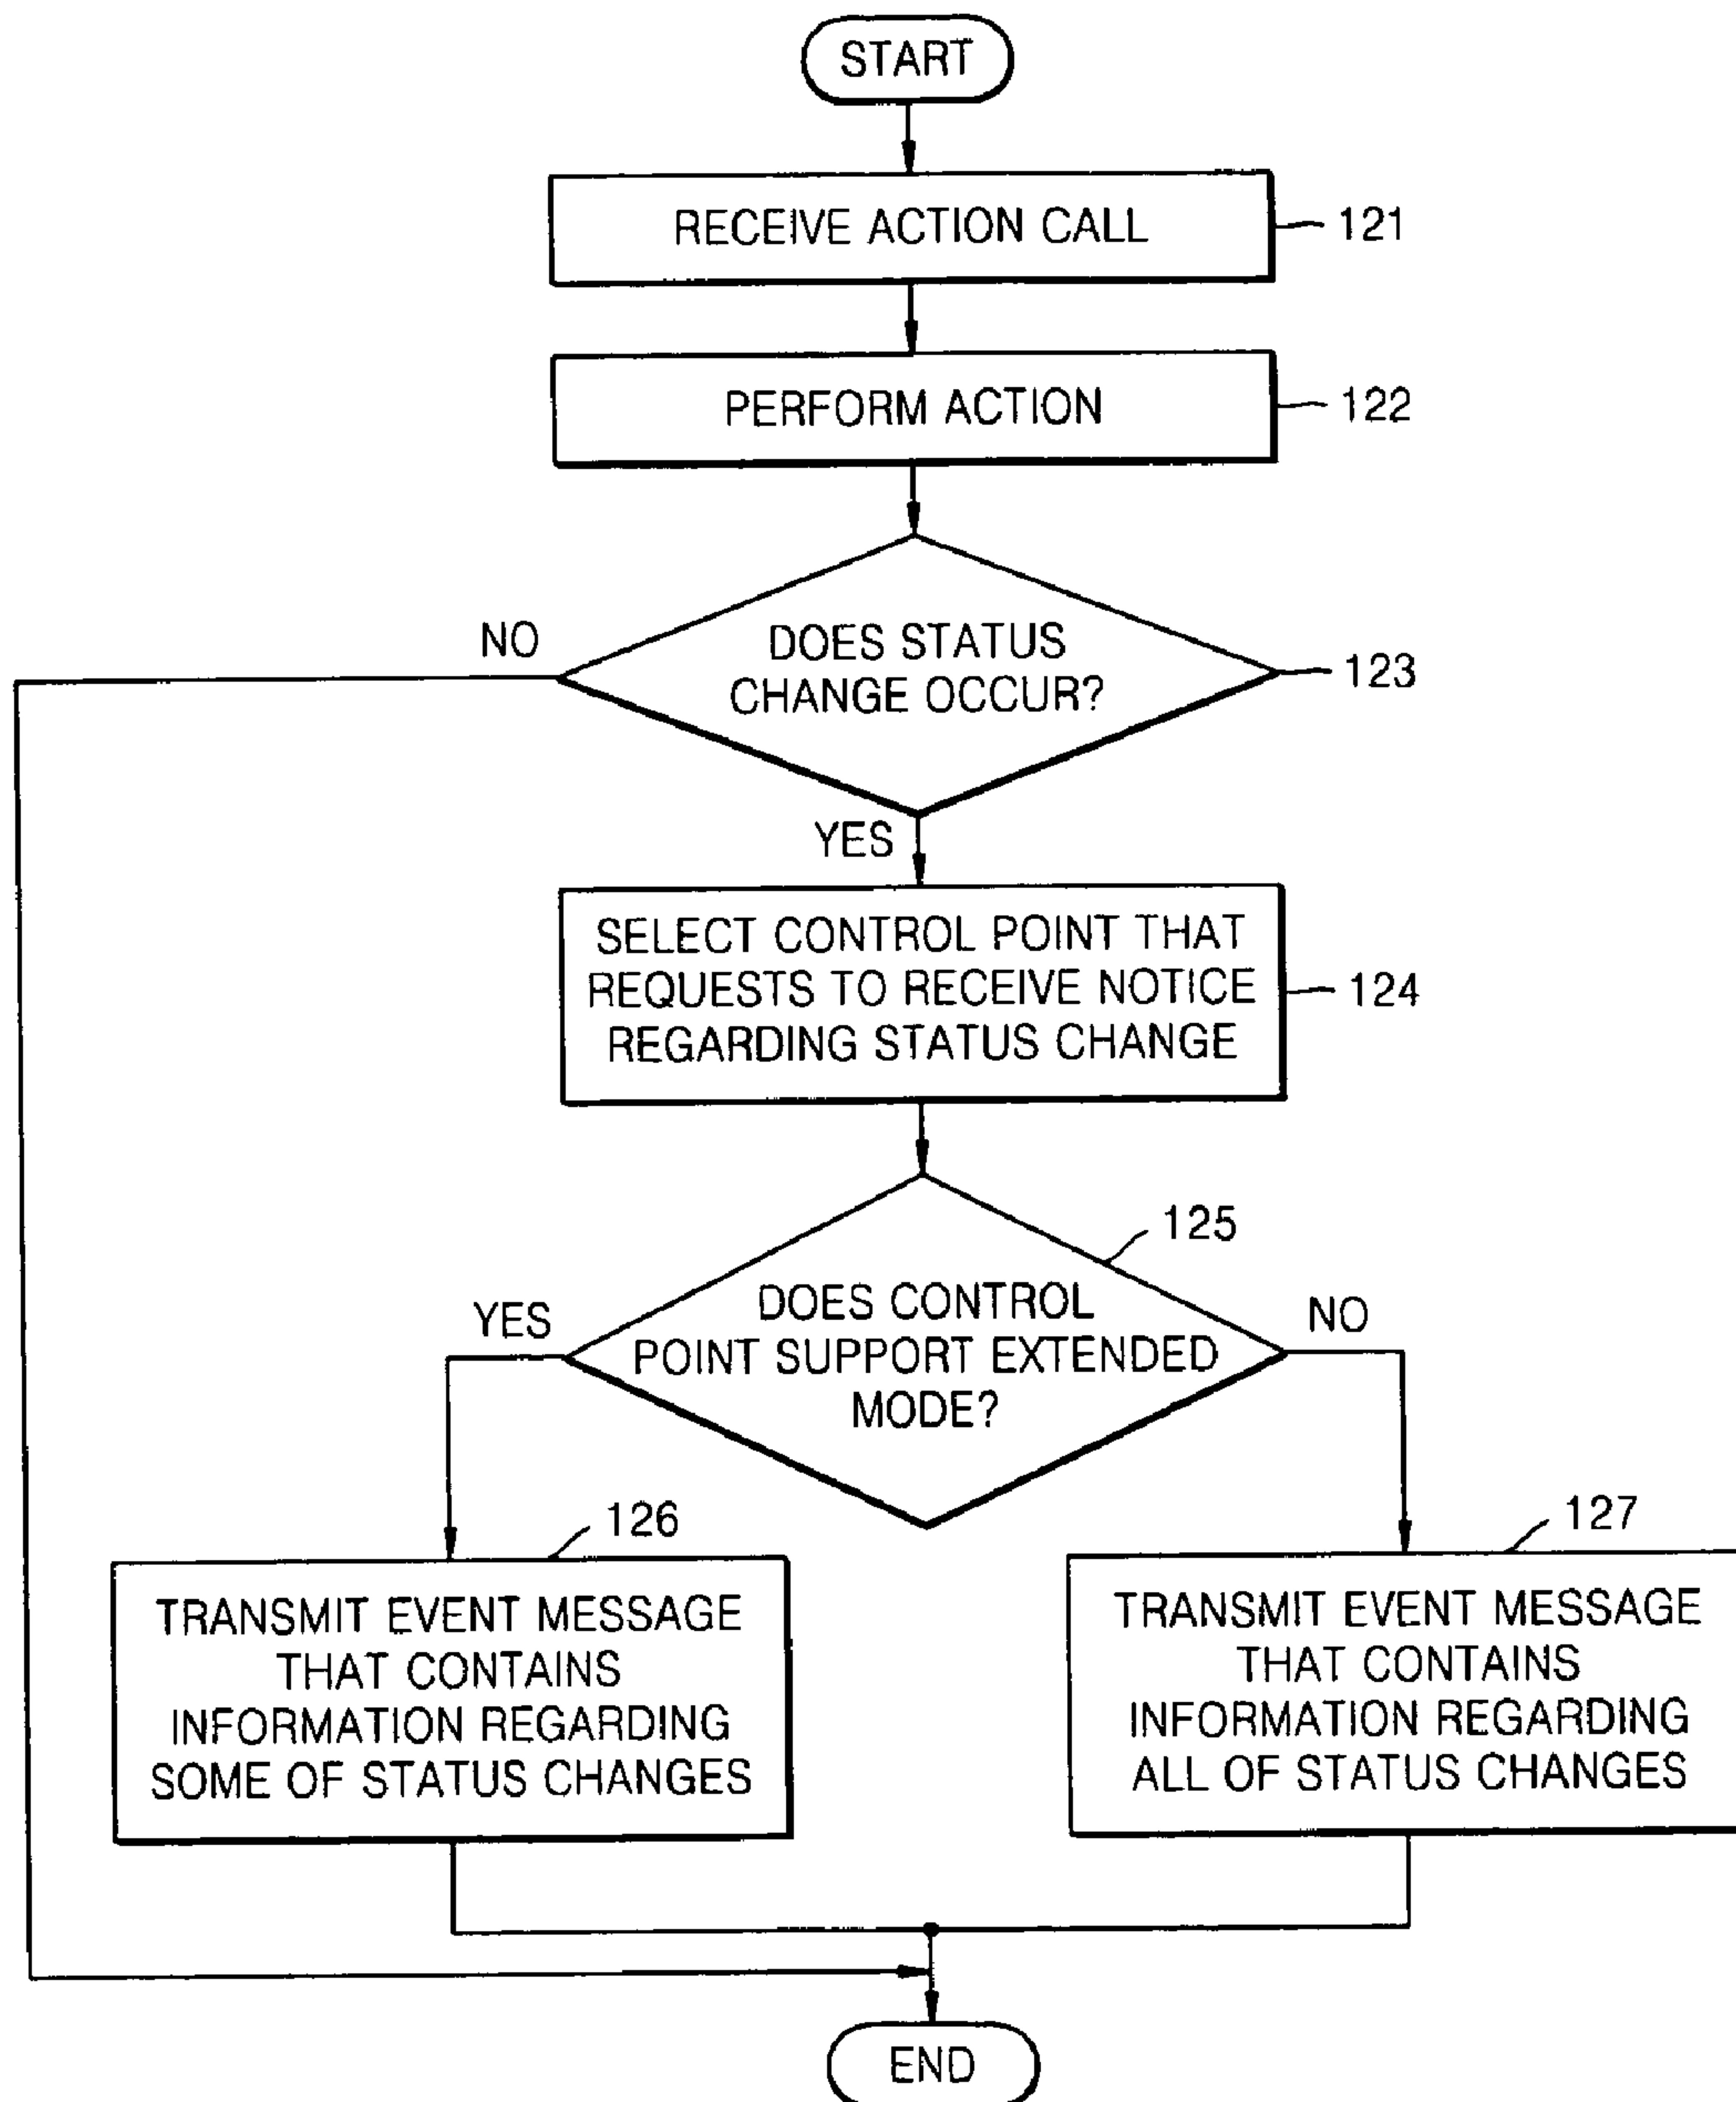 START
RECEIVE ACTION CALL
121
PERFORM ACTION
122
DOES STATUS
CHANGE OCCUR?
123
NO
YES
SELECT CONTROL POINT THAT
REQUESTS TO RECEIVE NOTICE
REGARDING STATUS CHANGE
124
125
DOES CONTROL
POINT SUPPORT EXTENDED
MODE?
YES
NO
126
TRANSMIT EVENT MESSAGE
THAT CONTAINS
INFORMATION REGARDING
SOME OF STATUS CHANGES
127
TRANSMIT EVENT MESSAGE
THAT CONTAINS
INFORMATION REGARDING
ALL OF STATUS CHANGES
END